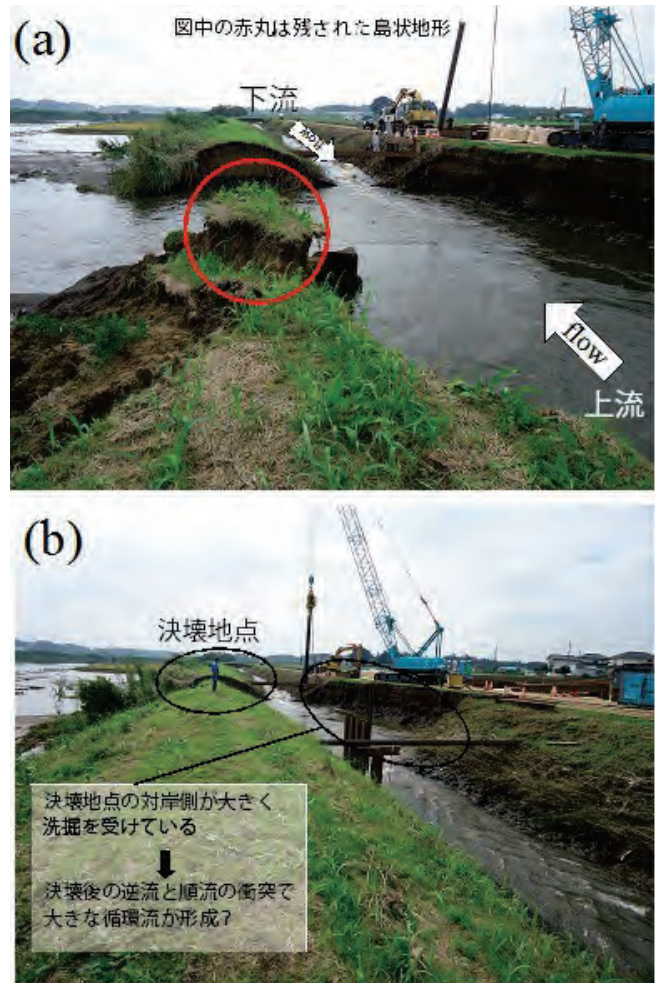 (a)
図中の赤丸は残された島状地形
下流
flow
flow
上流
(b)
決壊地点
決壊地点の対岸側が大きく
洗掘を受けている
決壊後の逆流と順流の衝突で
大きな循環流が形成?